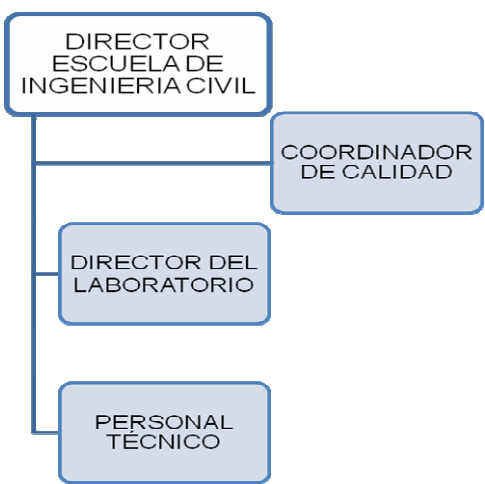 DIRECTOR
ESCUELA DE
INGENIERIA CIVIL
COORDINADOR
DE CALIDAD
DIRECTOR DEL
LABORATORIO
PERSONAL
TÉCNICO